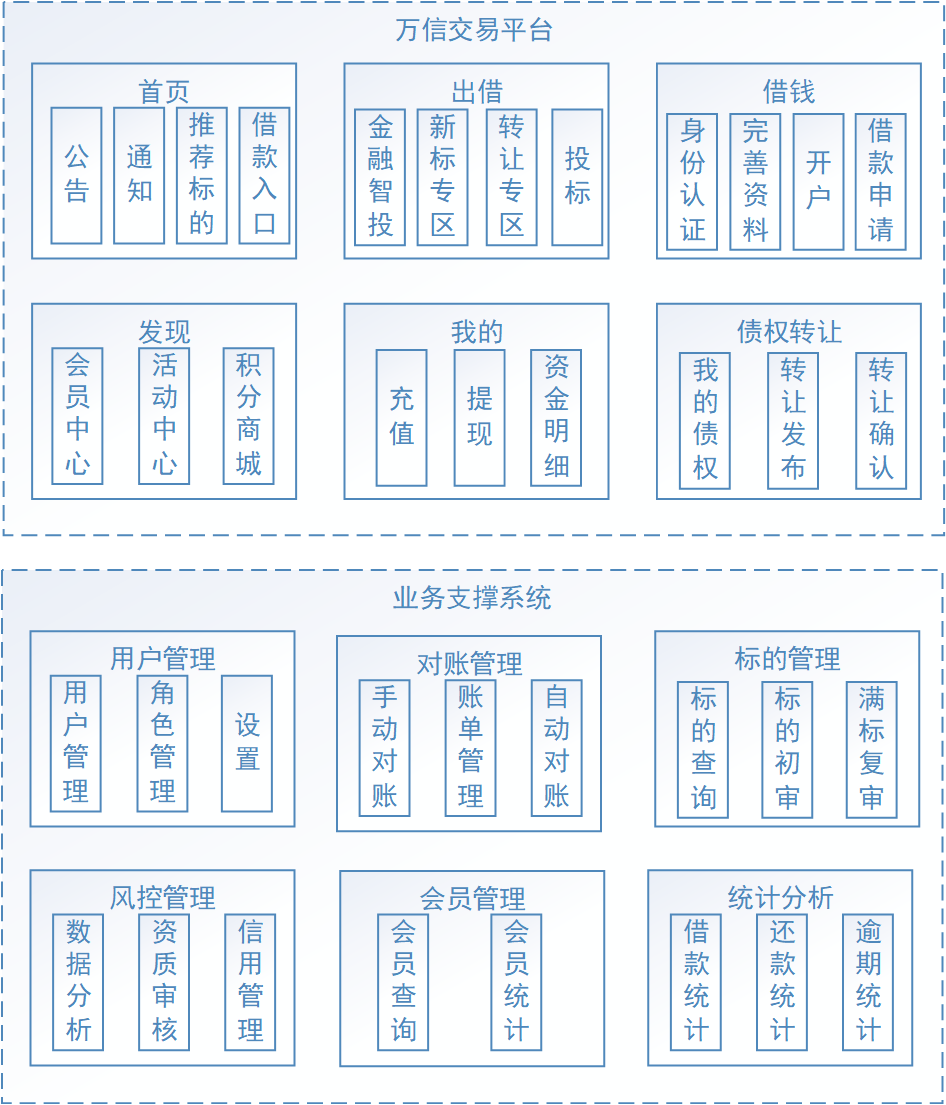 万信交易平台
首页
公告
通知
推荐标的
借款入口
出借
金融智投
新标专区
转让专区
投标
借钱
身份认证
完善资料
开户
借款申请
发现
会员中心
活动中心
积分商城
我的
充值
提现
资金明细
债权转让
我的债权
转让发布
转让确认
业务支撑系统
用户管理
用户管理
角色管理
设置
对账管理
手动对账
账单管理
自动对账
标的管理
标的查询
标的初审
满标复审
风控管理
数据分析
资质审核
信用管理
会员管理
会员查询
会员统计
统计分析
借款统计
还款统计
逾期统计